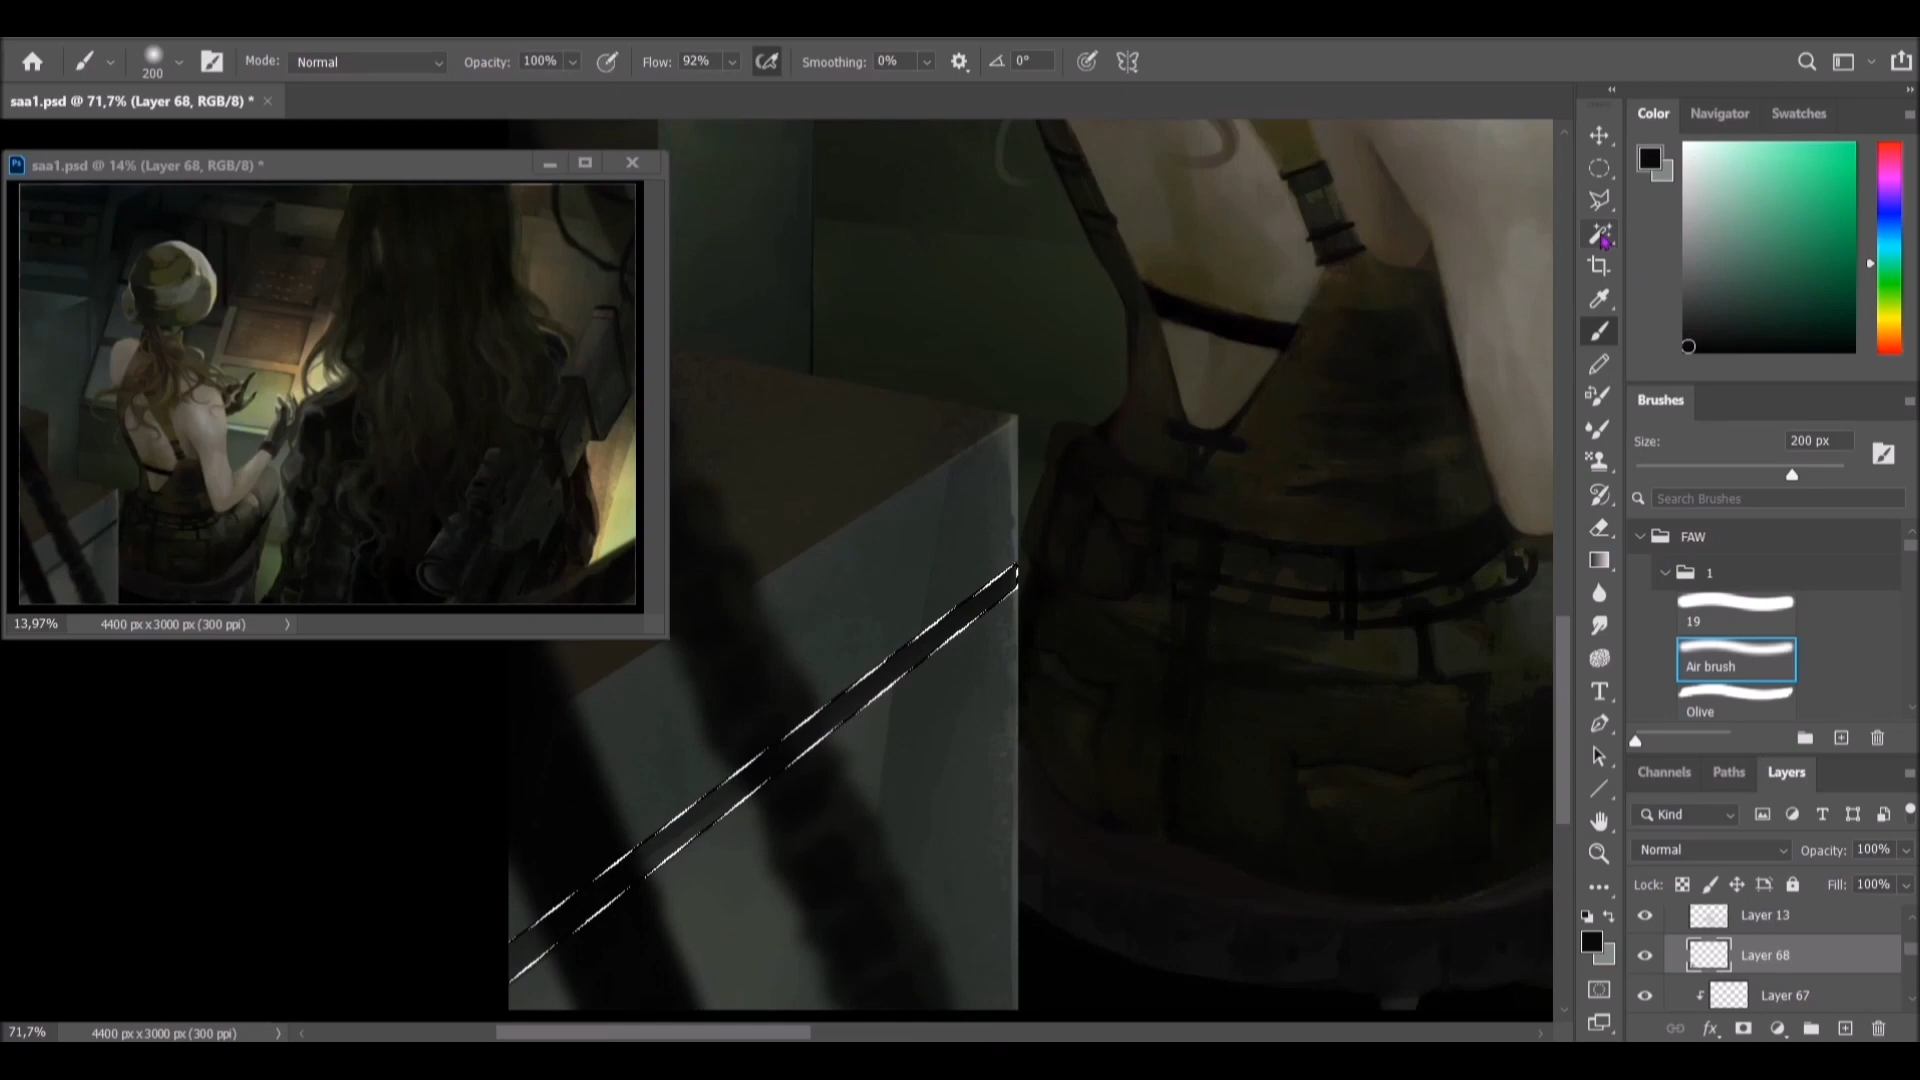 200
Mode:
Normal
Opacity:
100%
Flow:
92%
Smoothing:
0%
0°
saa1.psd @ 71,7% (Layer 68, RGB/8) *
Ps
saa1.psd @ 14% (Layer 68, RGB/8) *
13,97%
4400 px x 3000 px (300 ppi)
Color
Navigator
Swatches
Brushes
Size:
200 px
Search Brushes
FAW
1
19
Air brush
Olive
Channels
Paths
Layers
Kind
Normal
Opacity:
100%
Lock:
Fill:
100%
Layer 13
Layer 68
Layer 67
fx
71,7%
4400 px x 3000 px (300 ppi)